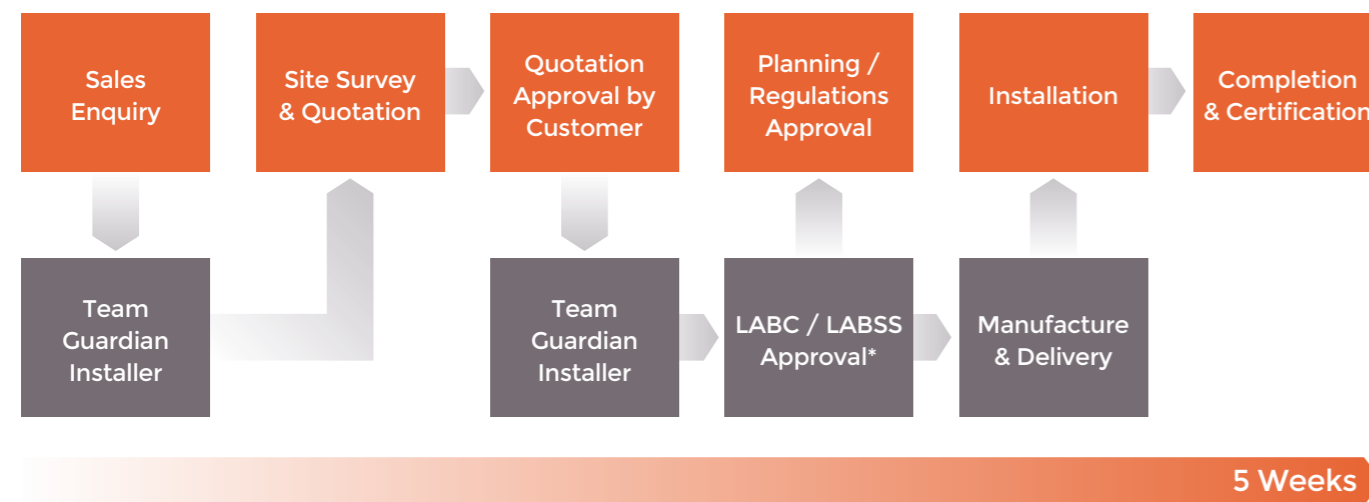 Sales
Enquiry
Site Survey
& Quotation
Quotation
Approval by
Customer
Planning /
Regulations
Approval
Installation
Completion
& Certification
Team
Guardian
Installer
Team
Guardian
Installer
LABC / LABSS
Approval*
Manufacture
& Delivery
5 Weeks